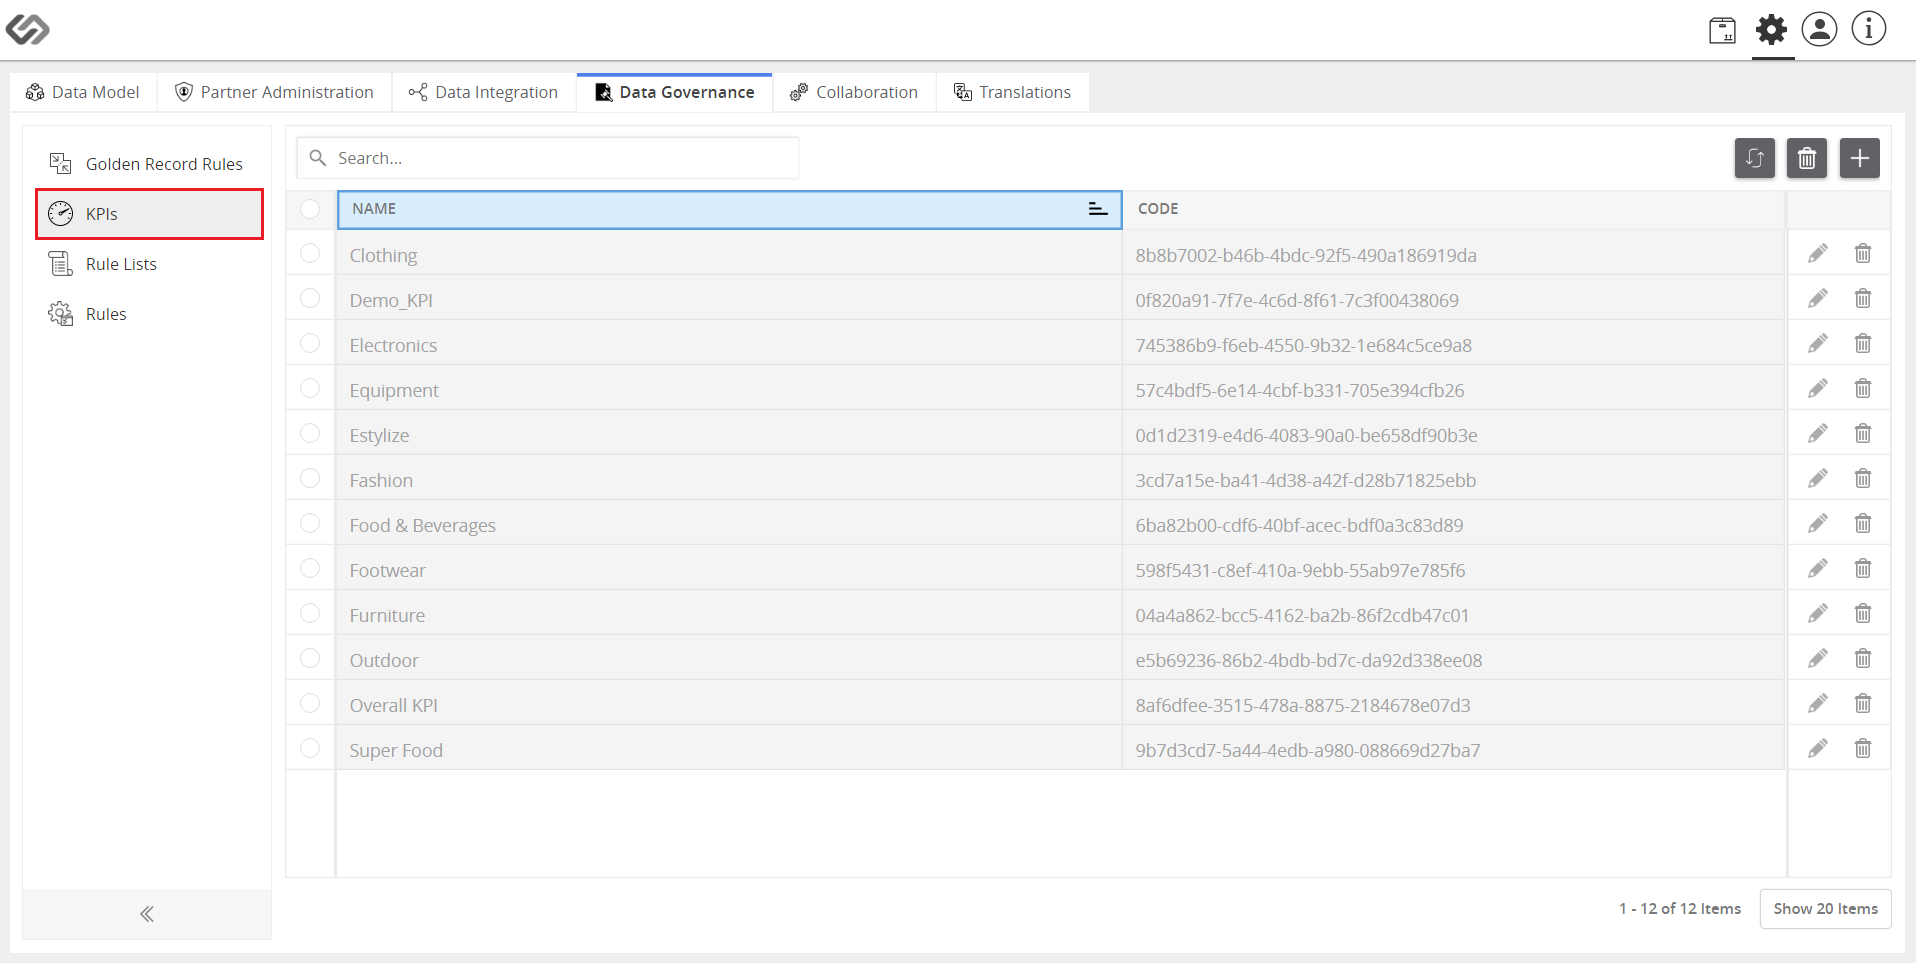 Data Model Partner Administration Data Integration Data Governance Collaboration Translations
Golden Record Rules
KPIs
Rule Lists
Rules
Search...
NAME CODE
Clothing 8b8b7002-b46b-4bdc-92f5-490a186919da
Demo_KPI 0f820a91-7f7e-4c6d-8f61-7c3f00438069
Electronics 745386b9-f6eb-4550-9b32-1e684c5ce9a8
Equipment 57c4bdf5-6e14-4cbf-b331-705e394cfb26
Estylize 0d1d2319-e4d6-4083-90a0-be658df90b3e
Fashion 3cd7a15e-ba41-4d38-a42f-d28b71825ebb
Food & Beverages 6ba82b00-cdf6-40bf-acec-bdf0a3c83d89
Footwear 598f5431-c8ef-410a-9ebb-55ab97e785f6
Furniture 04a4a862-bcc5-4162-ba2b-86f2cdb47c01
Outdoor e5b69236-86b2-4bdb-bd7c-da92d338ee08
Overall KPI 8af6dfee-3515-478a-8875-2184678e07d3
Super Food 9b7d3cd7-5a44-4edb-a980-088669d27ba7
1 - 12 of 12 Items Show 20 Items